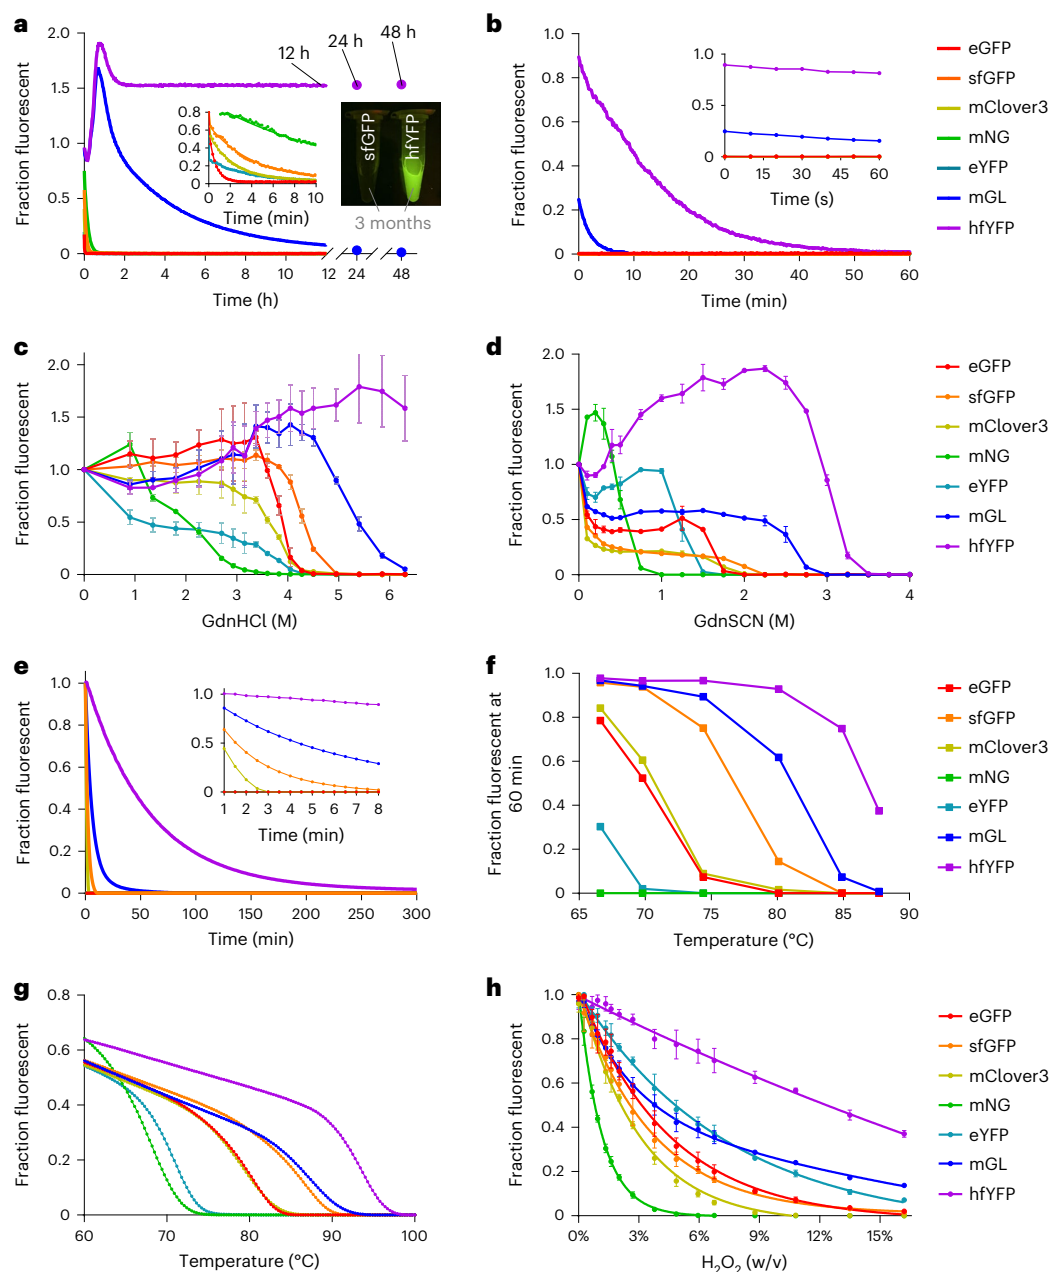 a
2.0
1.5
1.0
0.5
0
Fraction fluorescent
0 2 4 6 8 10 12 24 48
Time (h)
12 h
24 h
48 h
0.8
0.6
0.4
0.2
0
0 2 4 6 8 10
Time (min)
sfGFP
hfYFP
3 months
b
1.0
0.8
0.6
0.4
0.2
0
Fraction fluorescent
0 10 20 30 40 50 60
Time (min)
1.0
0.5
0
0 15 30 45 60
Time (s)
eGFP
sfGFP
mClover3
mNG
eYFP
mGL
hfYFP
c
2.0
1.5
1.0
0.5
0
Fraction fluorescent
0 1 2 3 4 5 6
GdnHCl (M)
d
2.0
1.5
1.0
0.5
0
Fraction fluorescent
0 1 2 3 4
GdnSCN (M)
eGFP
sfGFP
mClover3
mNG
eYFP
mGL
hfYFP
e
1.0
0.8
0.6
0.4
0.2
0
Fraction fluorescent
0 50 100 150 200 250 300
Time (min)
1.0
0.5
0
1 2 3 4 5 6 7 8
Time (min)
f
1.0
0.8
0.6
0.4
0.2
0
Fraction fluorescent at
60 min
65 70 75 80 85 90
Temperature (°C)
eGFP
sfGFP
mClover3
mNG
eYFP
mGL
hfYFP
g
0.8
0.6
0.4
0.2
0
Fraction fluorescent
60 70 80 90 100
Temperature (°C)
h
1.0
0.8
0.6
0.4
0.2
0
Fraction fluorescent
0% 3% 6% 9% 12% 15%
H₂O₂ (w/v)
eGFP
sfGFP
mClover3
mNG
eYFP
mGL
hfYFP